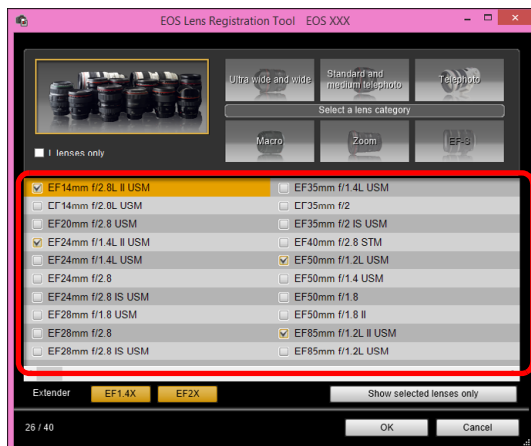 EOS Lens Registration Tool EOS XXX
Ultra wide and wide
Standard and medium telephoto
Telephoto
Select a lens category
Macro
Zoom
EF-S
L lenses only
EF14mm f/2.8L II USM
EF14mm f/2.8L USM
EF20mm f/2.8 USM
EF24mm f/1.4L II USM
EF24mm f/1.4L USM
EF24mm f/2.8
EF24mm f/2.8 IS USM
EF28mm f/1.8 USM
EF28mm f/2.8
EF28mm f/2.8 IS USM
EF35mm f/1.4L USM
EF35mm f/2
EF35mm f/2 IS USM
EF40mm f/2.8 STM
EF50mm f/1.2L USM
EF50mm f/1.4 USM
EF50mm f/1.8
EF50mm f/1.8 II
EF85mm f/1.2L II USM
EF85mm f/1.2L USM
Extender EF1.4X EF2X Show selected lenses only
26 / 40 OK Cancel